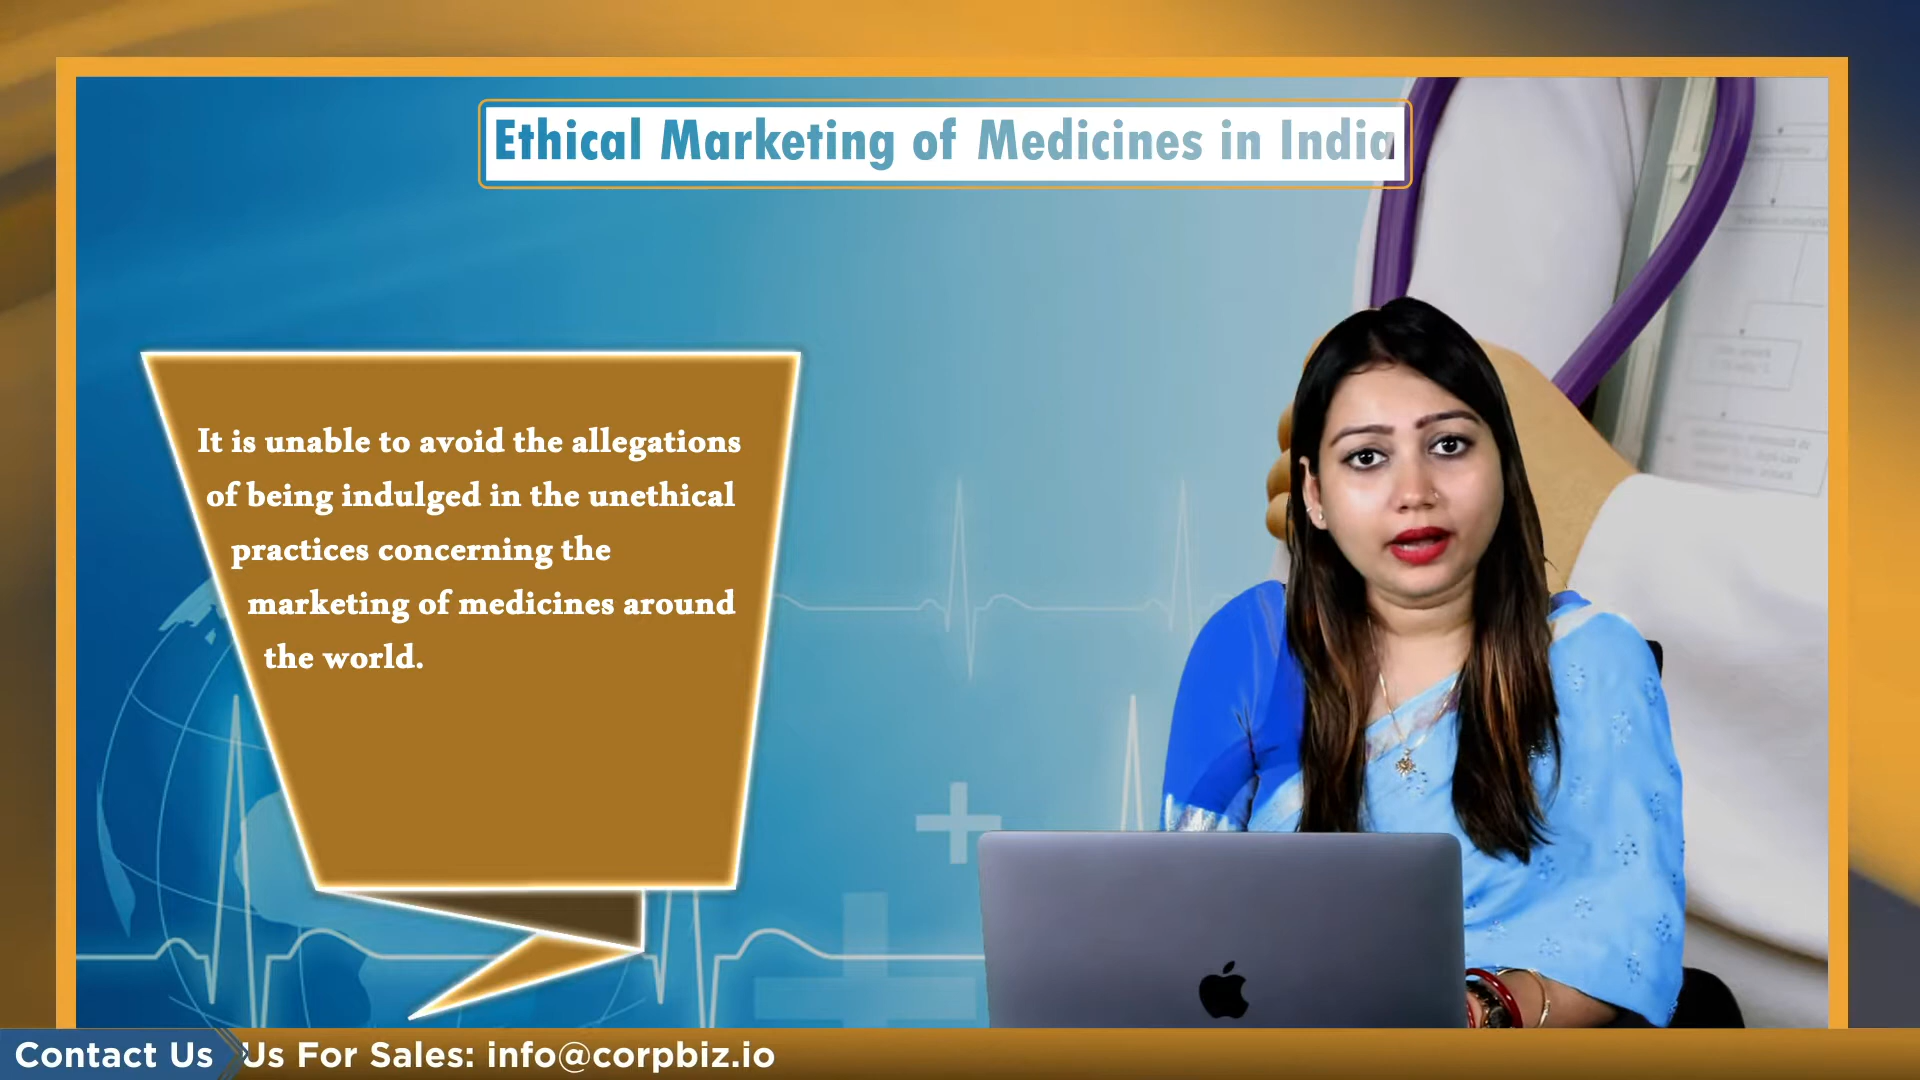 Ethical Marketing of Medicines in India
It is unable to avoid the allegations
of being indulged in the unethical
practices concerning the
marketing of medicines around
the world.
Contact Us
Us For Sales: info@corpbiz.io